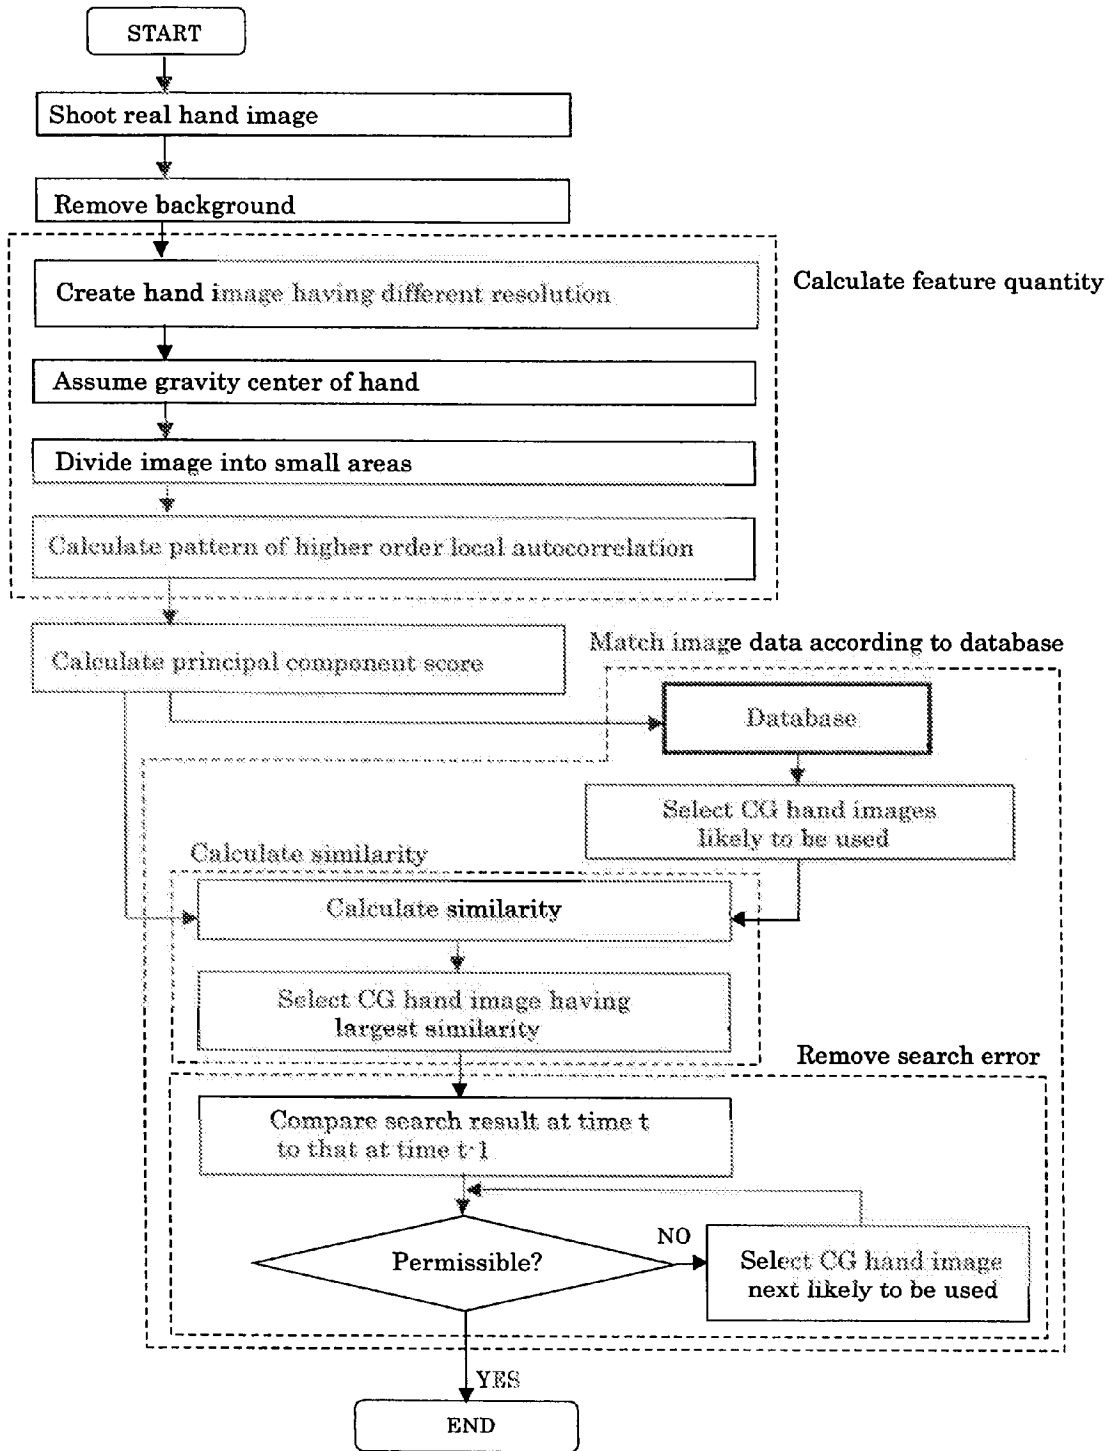 START
Shoot real hand image
Remove background
Calculate feature quantity
Create hand image having different resolution
Assume gravity center of hand
Divide image into small areas
Calculate pattern of higher order local autocorrelation
Calculate principal component score
Match image data according to database
Database
Select CG hand images
likely to be used
Calculate similarity
Calculate similarity
Select CG hand image having
largest similarity
Remove search error
Compare search result at time t
to that at time t-1
Permissible?
NO
Select CG hand image
next likely to be used
YES
END